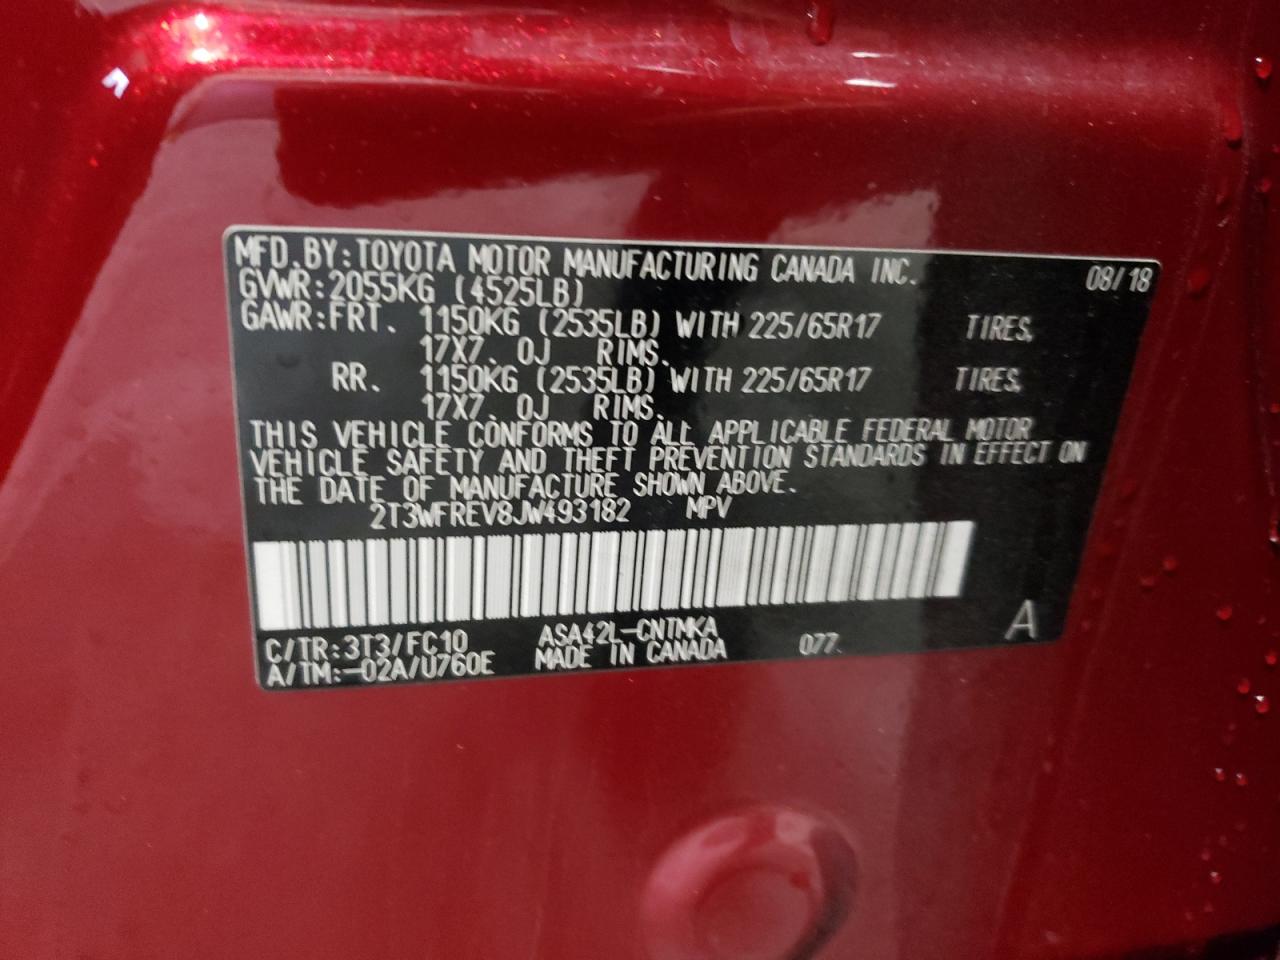 MFD. BY: TOYOTA MOTOR MANUFACTURING CANADA INC. 08/18
GVWR: 2055KG (4525LB)
GAWR: FRT. 1150KG (2535LB) WITH 225/65R17 TIRES,
17X7. 0J RIMS.
RR. 1150KG (2535LB) WITH 225/65R17 TIRES,
17X7. 0J RIMS.
THIS VEHICLE CONFORMS TO ALL APPLICABLE FEDERAL MOTOR
VEHICLE SAFETY AND THEFT PREVENTION STANDARDS IN EFFECT ON
THE DATE OF MANUFACTURE SHOWN ABOVE.
2T3WFREV8JW493182 MPV
C/TR: 3T3/FC10 ASA42L-CNTMKA 077. A
A/TM:-02A/U760E MADE IN CANADA